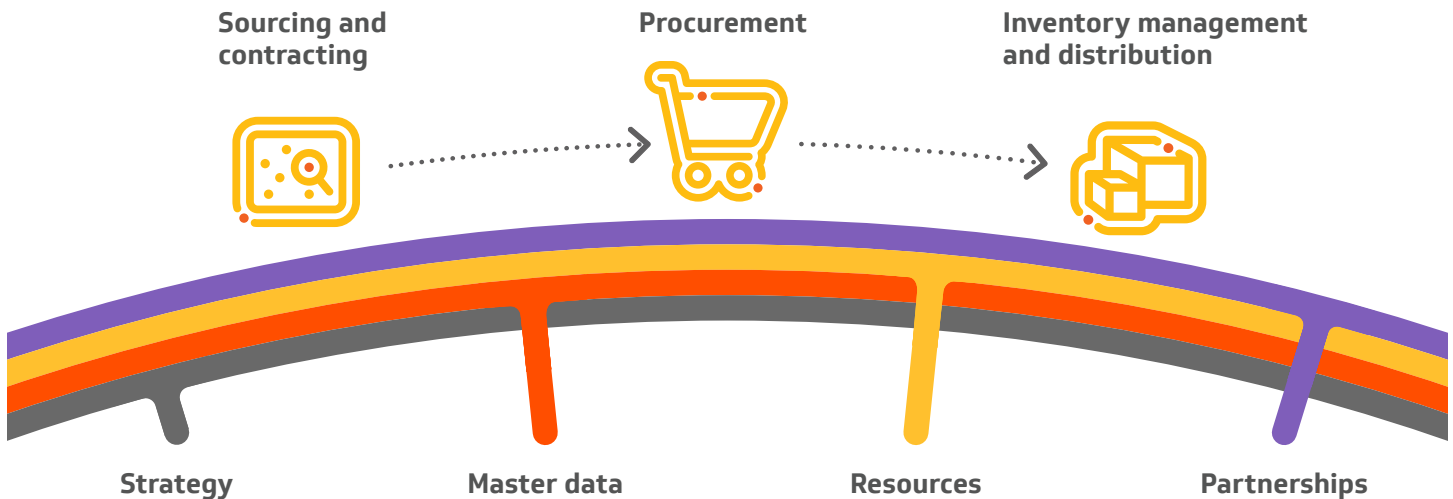 Sourcing and
contracting
Procurement
Inventory management
and distribution
Strategy
Master data
Resources
Partnerships